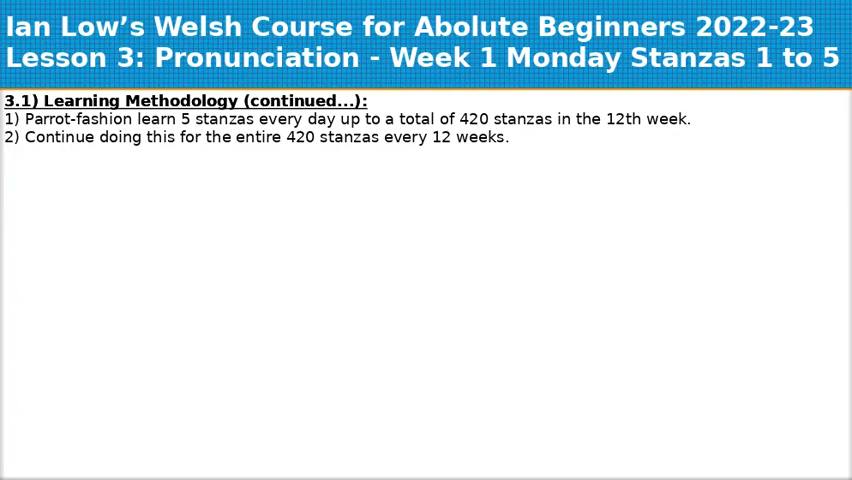 Ian Low’s Welsh Course for Abolute Beginners 2022-23
Lesson 3: Pronunciation - Week 1 Monday Stanzas 1 to 5
3.1) Learning Methodology (continued...):
1) Parrot-fashion learn 5 stanzas every day up to a total of 420 stanzas in the 12th week.
2) Continue doing this for the entire 420 stanzas every 12 weeks.